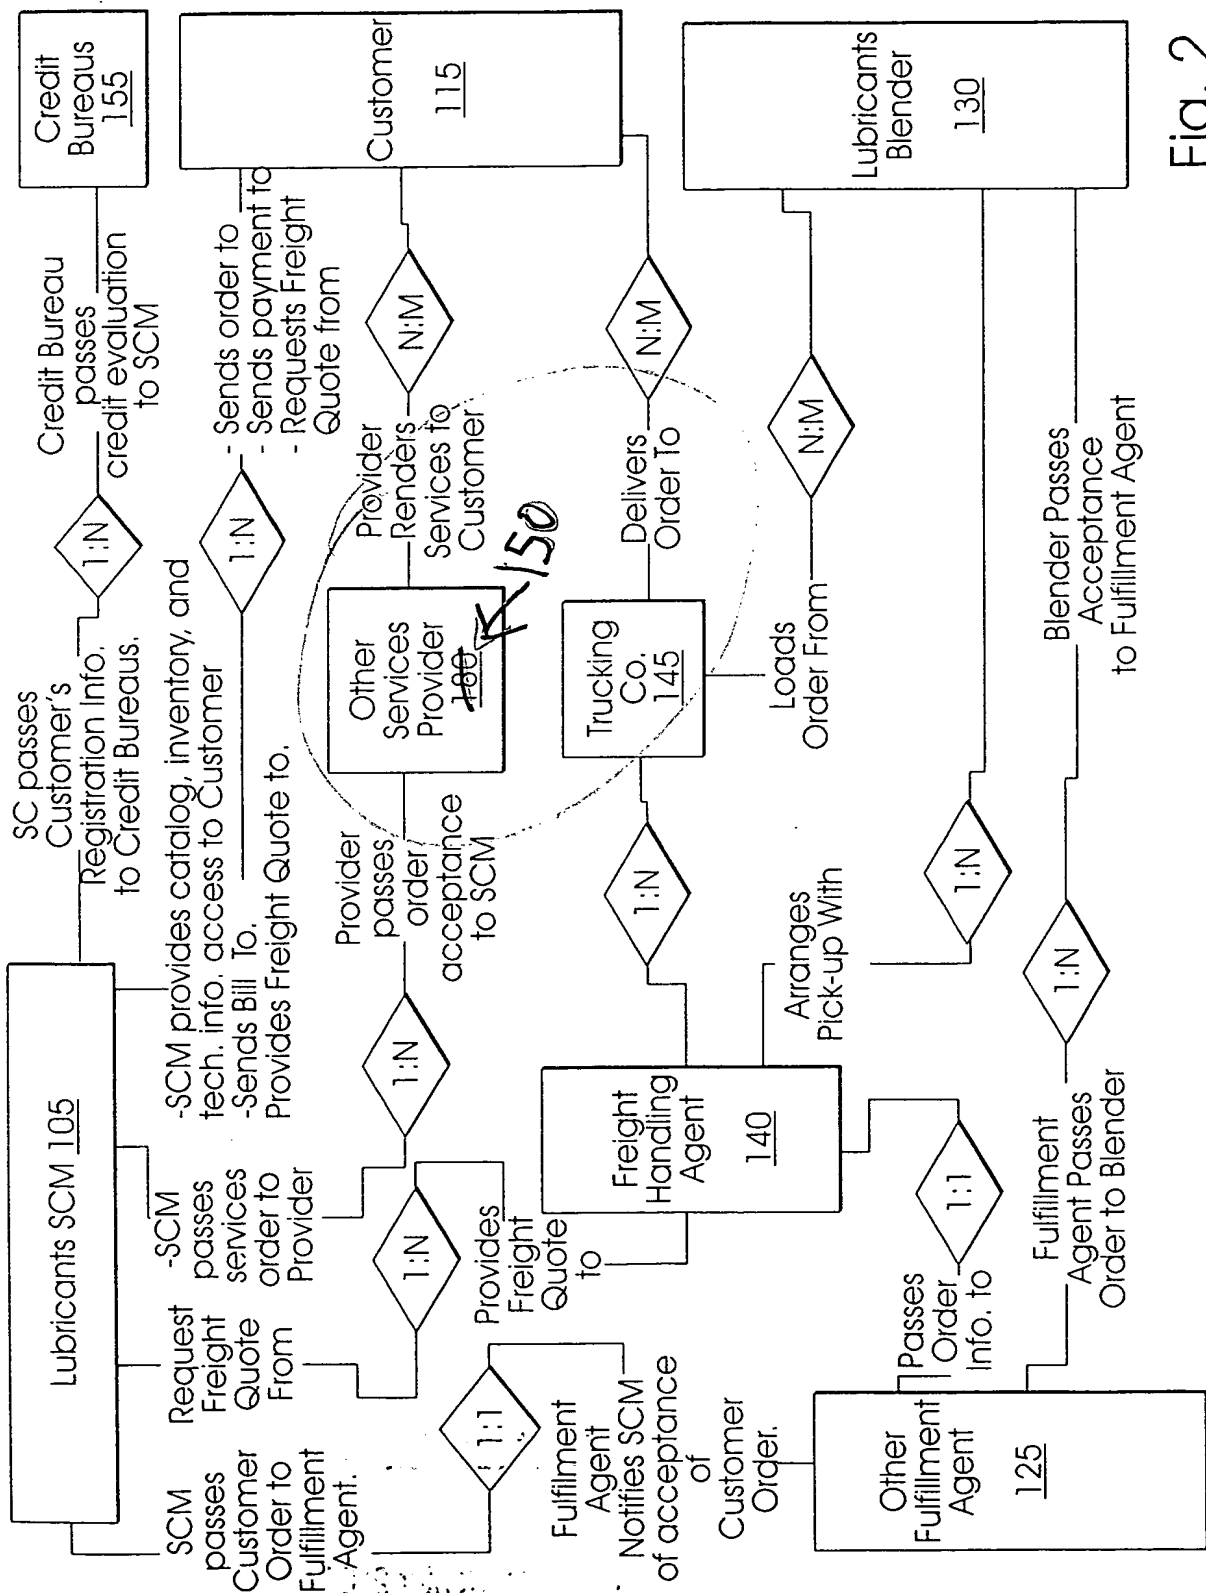 Lubricants SCM 105
SC passes
Customer's
Registration Info.
to Credit Bureaus.
1:N
Credit Bureau
passes
credit evaluation
to SCM
Credit
Bureaus
155
-SCM provides catalog, inventory, and
tech. info. access to Customer
-Sends Bill To.
Provides Freight Quote to.
1:N
- Sends order to
- Sends payment to
- Requests Freight
Quote from
Customer
115
-SCM
passes
services
order to
Provider
1:N
Provider
passes
order
acceptance
to SCM
Other
Services
Provider
180
150
Provider
Renders
Services to
Customer
N:M
Request
Freight
Quote
From
1:N
Provides
Freight
Quote
to
Freight
Handling
Agent
140
1:N
Trucking
Co.
145
Delivers
Order To
N:M
Loads
Order From
N:M
Lubricants
Blender
130
Arranges
Pick-up With
1:N
SCM
passes
Customer
Order to
Fulfillment
Agent.
1:1
Fulfillment
Agent
Notifies SCM
of acceptance
of
Customer
Order.
Other
Fulfillment
Agent
125
Passes
Order
Info. to
1:1
Fulfillment
Agent Passes
Order to Blender
1:N
Blender Passes
Acceptance
to Fulfillment Agent
Fig. 2